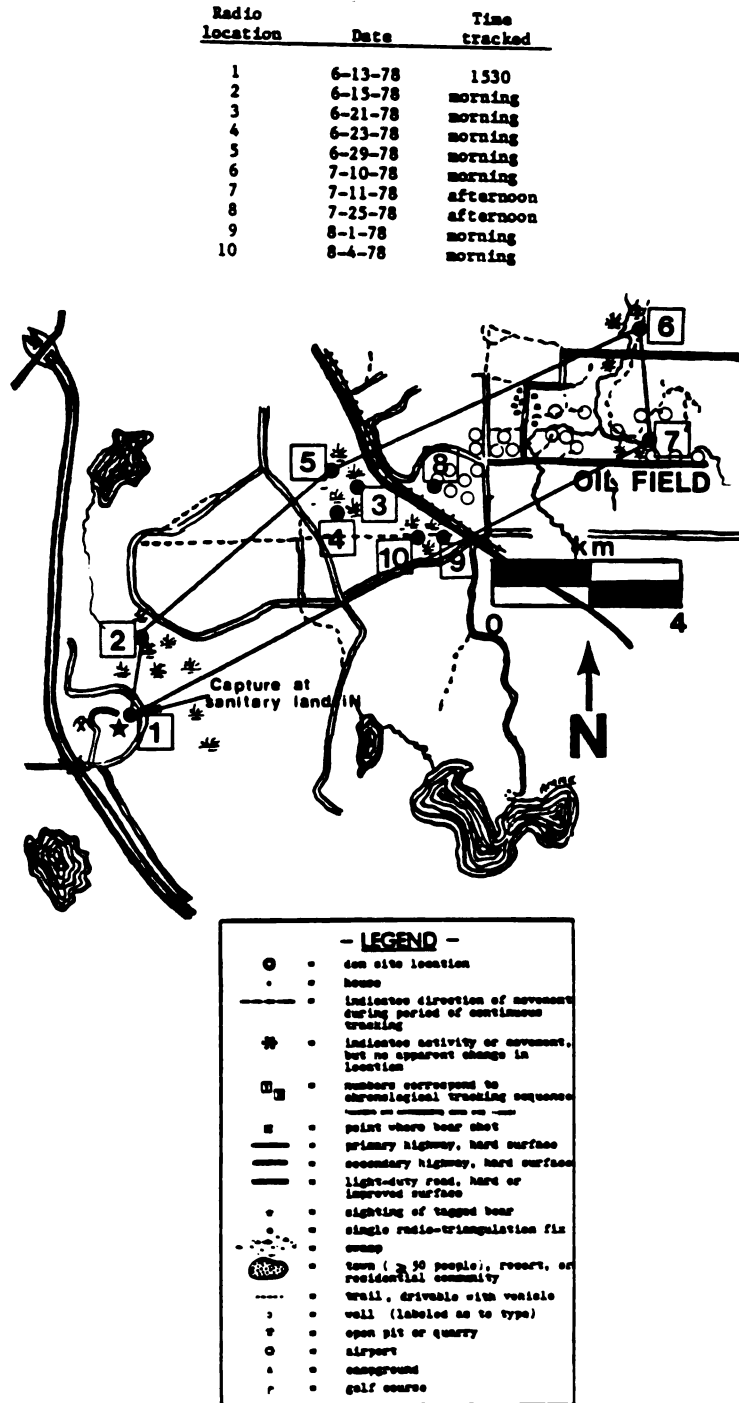 Radio location Date Time tracked
1 6-13-78 1530
2 6-15-78 morning
3 6-21-78 morning
4 6-23-78 morning
5 6-29-78 morning
6 7-10-78 morning
7 7-11-78 afternoon
8 7-25-78 afternoon
9 8-1-78 morning
10 8-4-78 morning
6
7
5
8
3
OIL FIELD
4
10
9
km
0 4
2
Capture at
sanitary landfill
1
N
- LEGEND -
= den site location
= house
= indicates direction of movement
during period of continuous
tracking
= indicates activity or movement,
but no apparent change in
location
= numbers correspond to
chronological tracking sequence
= point where bear shot
= primary highway, hard surface
= secondary highway, hard surface
= light-duty road, hard or
improved surface
= sighting of tagged bear
= single radio-triangulation fix
= swamp
= town ( ≥ 50 people), resort, or
residential community
= trail, drivable with vehicle
= well (labeled as to type)
= open pit or quarry
= airport
= campground
= golf course